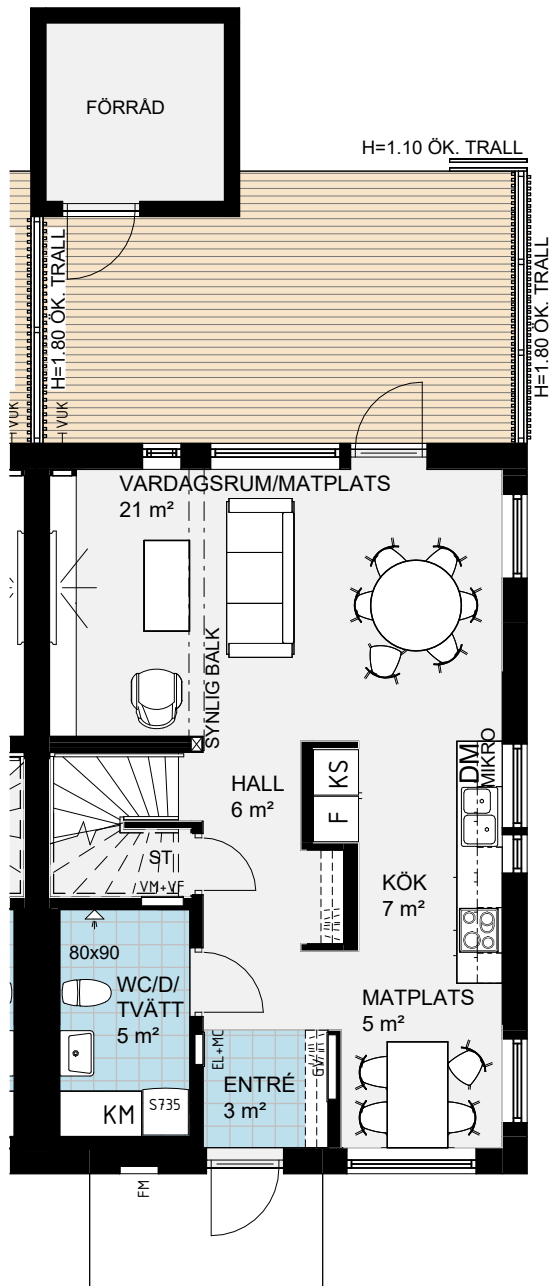 FÖRRÅD
H=1.10 ÖK. TRALL
H=1.80 ÖK. TRALL
H=1.80 ÖK. TRALL
VUK
VUK
VARDAGSRUM/MATPLATS
21 m²
SYNLIG BALK
HALL
6 m²
KS
F
DM
MIKRO
ST
VM+VF
KÖK
7 m²
80x90
WC/D/
TVÄTT
5 m²
MATPLATS
5 m²
EL+MC
GVF
ENTRÉ
3 m²
KM
S735
FM